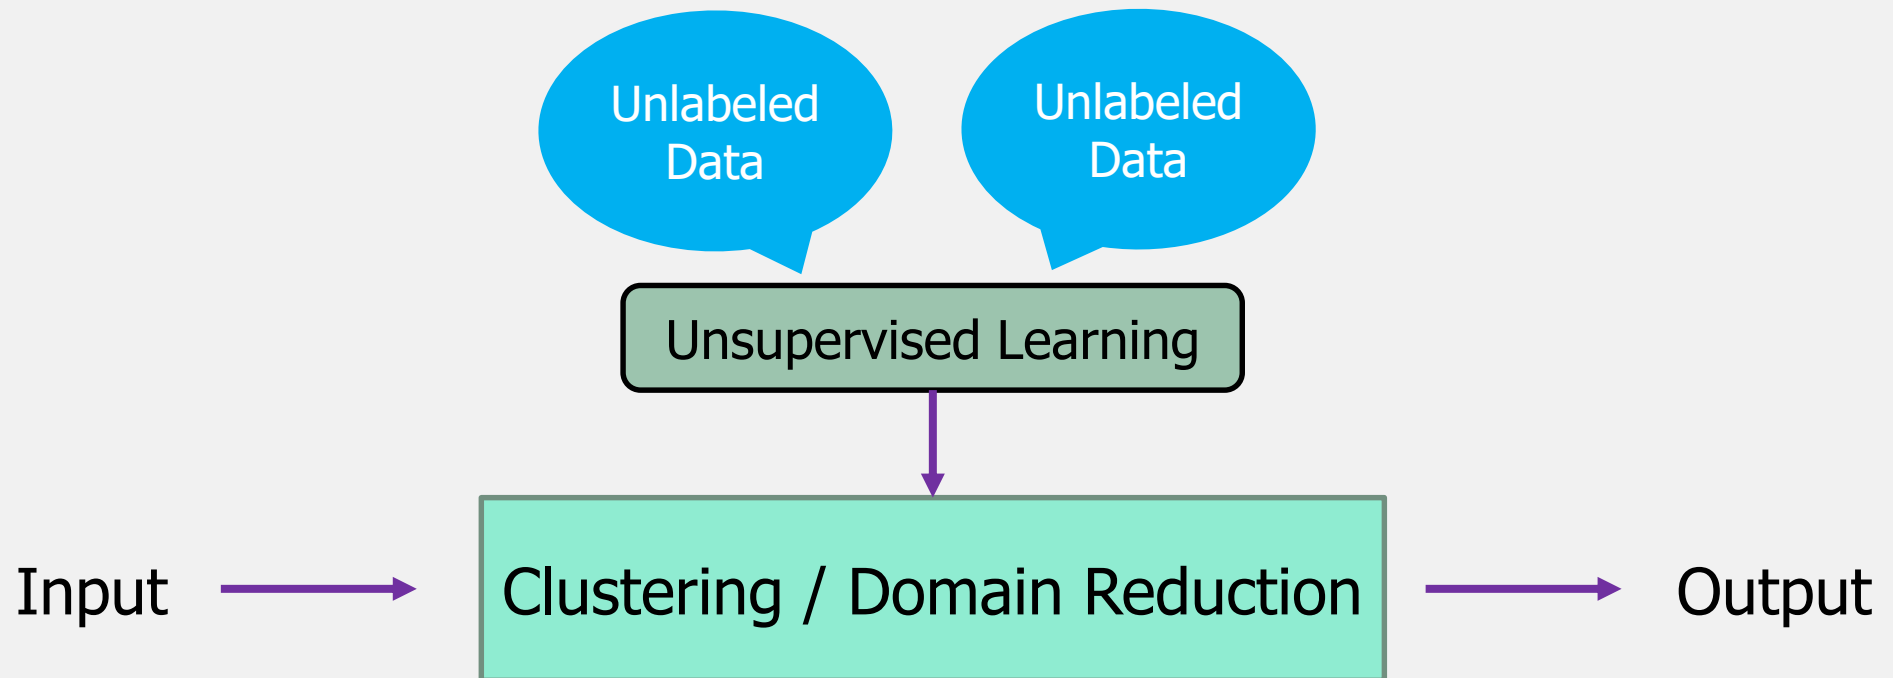 Unlabeled
Data
Unlabeled
Data
Unsupervised Learning
Input
Clustering / Domain Reduction
Output